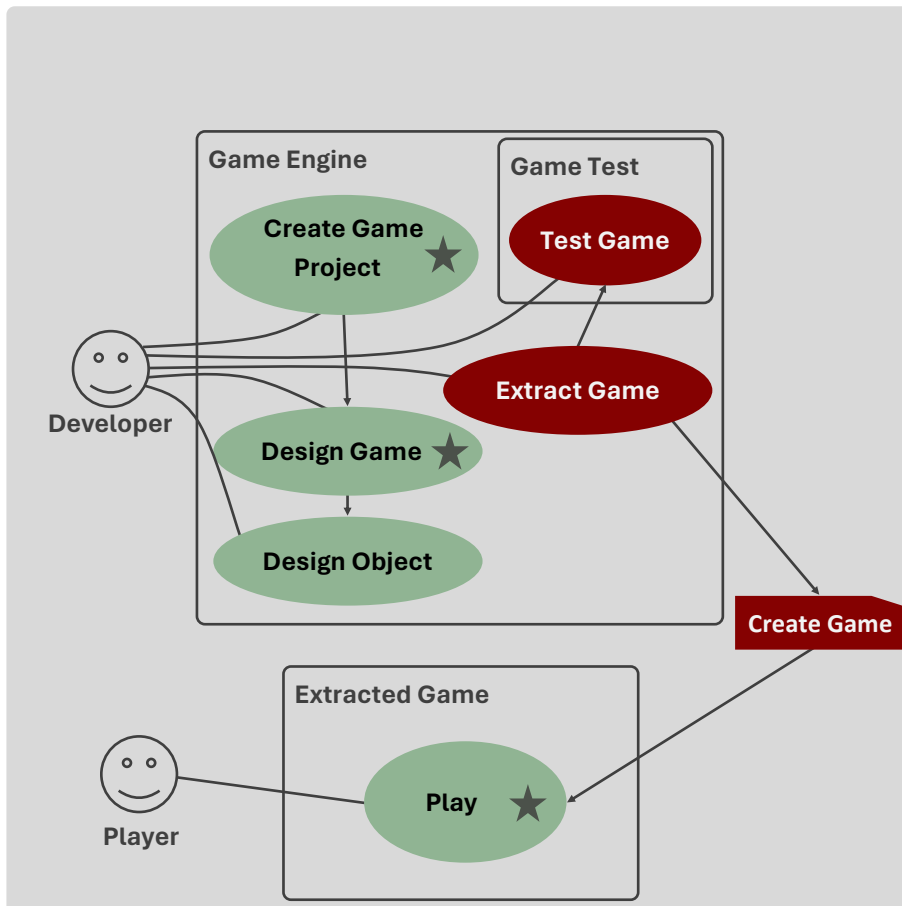 Game Engine
Game Test
Create Game
Project
Test Game
Extract Game
Developer
Design Game
Design Object
Create Game
Extracted Game
Play
Player